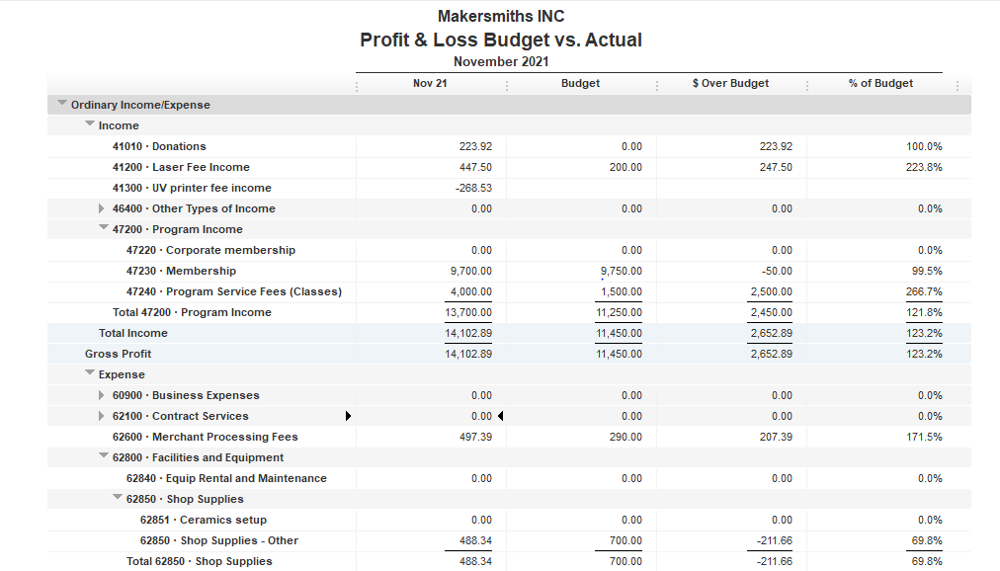 Makersmiths INC
Profit & Loss Budget vs. Actual
November 2021
Nov 21 Budget $ Over Budget % of Budget
Ordinary Income/Expense
Income
41010 · Donations 223.92 0.00 223.92 100.0%
41200 · Laser Fee Income 447.50 200.00 247.50 223.8%
41300 · UV printer fee income -268.53
46400 · Other Types of Income 0.00 0.00 0.00 0.0%
47200 · Program Income
47220 · Corporate membership 0.00 0.00 0.00 0.0%
47230 · Membership 9,700.00 9,750.00 -50.00 99.5%
47240 · Program Service Fees (Classes) 4,000.00 1,500.00 2,500.00 266.7%
Total 47200 · Program Income 13,700.00 11,250.00 2,450.00 121.8%
Total Income 14,102.89 11,450.00 2,652.89 123.2%
Gross Profit 14,102.89 11,450.00 2,652.89 123.2%
Expense
60900 · Business Expenses 0.00 0.00 0.00 0.0%
62100 · Contract Services 0.00 0.00 0.00 0.0%
62600 · Merchant Processing Fees 497.39 290.00 207.39 171.5%
62800 · Facilities and Equipment
62840 · Equip Rental and Maintenance 0.00 0.00 0.00 0.0%
62850 · Shop Supplies
62851 · Ceramics setup 0.00 0.00 0.00 0.0%
62850 · Shop Supplies - Other 488.34 700.00 -211.66 69.8%
Total 62850 · Shop Supplies 488.34 700.00 -211.66 69.8%